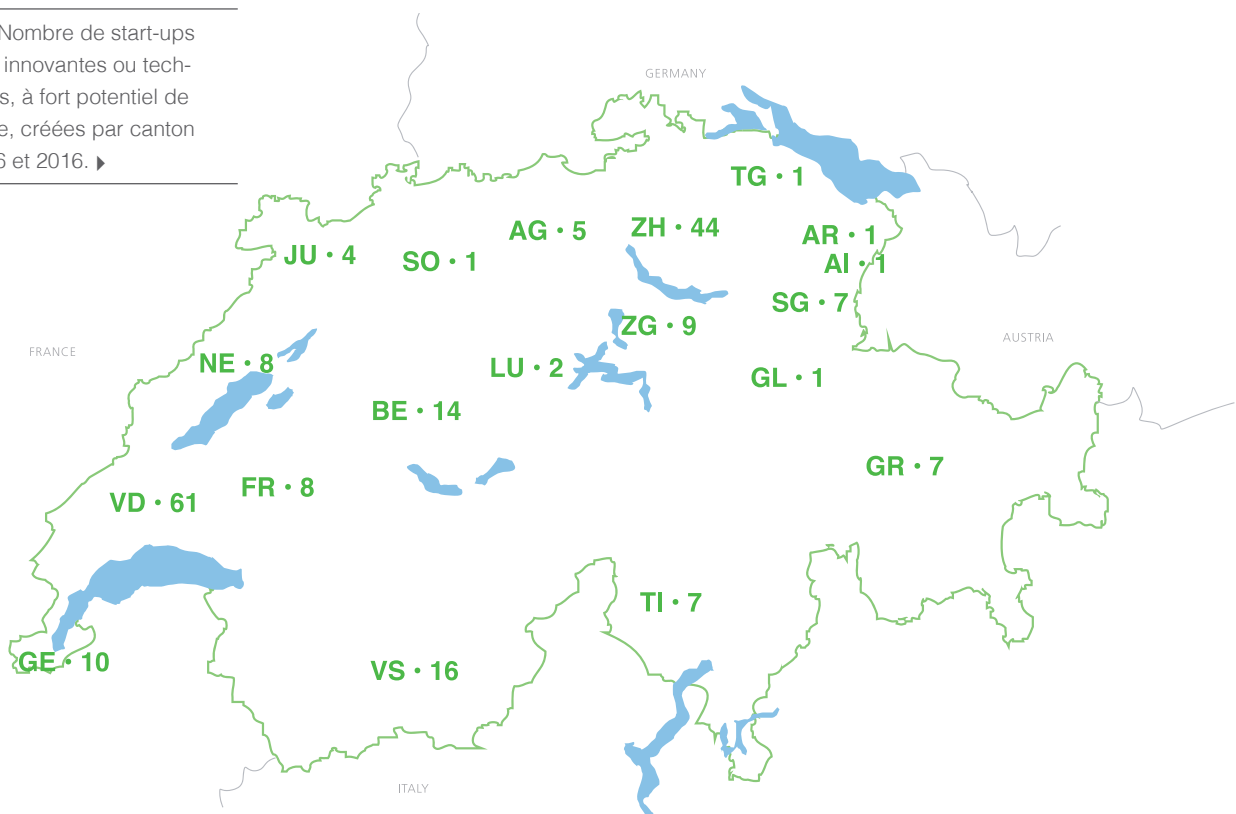 Nombre de start-ups
innovantes ou tech-
s, à fort potentiel de
e, créées par canton
6 et 2016.
GERMANY
TG • 1
AG • 5
ZH • 44
AR • 1
JU • 4
SO • 1
AI • 1
SG • 7
ZG • 9
AUSTRIA
FRANCE
NE • 8
LU • 2
GL • 1
BE • 14
GR • 7
FR • 8
VD • 61
TI • 7
GE • 10
VS • 16
ITALY